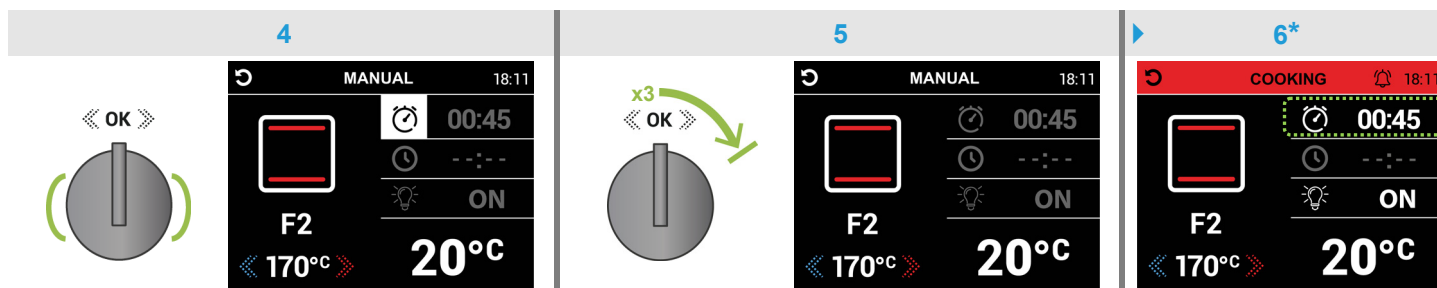 4
5
6*
OK
MANUAL 18:11
00:45
--:--
ON
F2
170°C
20°C
x3
OK
MANUAL 18:11
00:45
--:--
ON
F2
170°C
20°C
COOKING 18:11
00:45
--:--
ON
F2
170°C
20°C